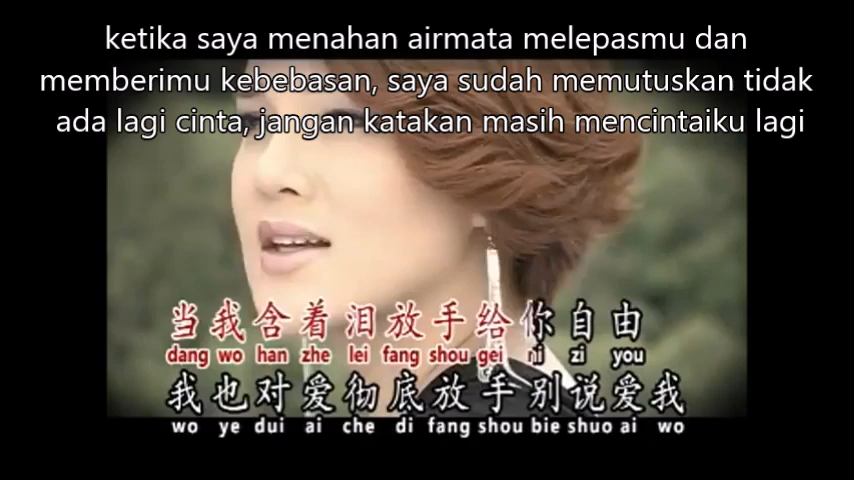 ketika saya menahan airmata melepasmu dan
memberimu kebebasan, saya sudah memutuskan tidak
ada lagi cinta, jangan katakan masih mencintaiku lagi
当我含着泪放手给你自由
dang wo han zhe lei fang shou gei ni zi you
我也对爱彻底放手别说爱我
wo ye dui ai che di fang shou bie shuo ai wo